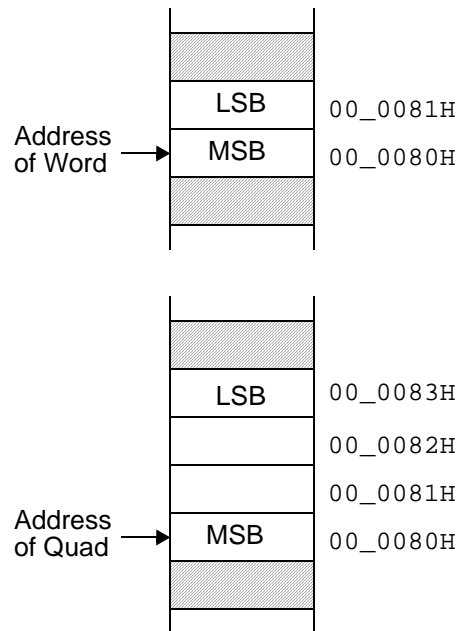 LSB 00_0081H
Address
of Word
MSB 00_0080H
LSB 00_0083H
00_0082H
00_0081H
Address
of Quad
MSB 00_0080H